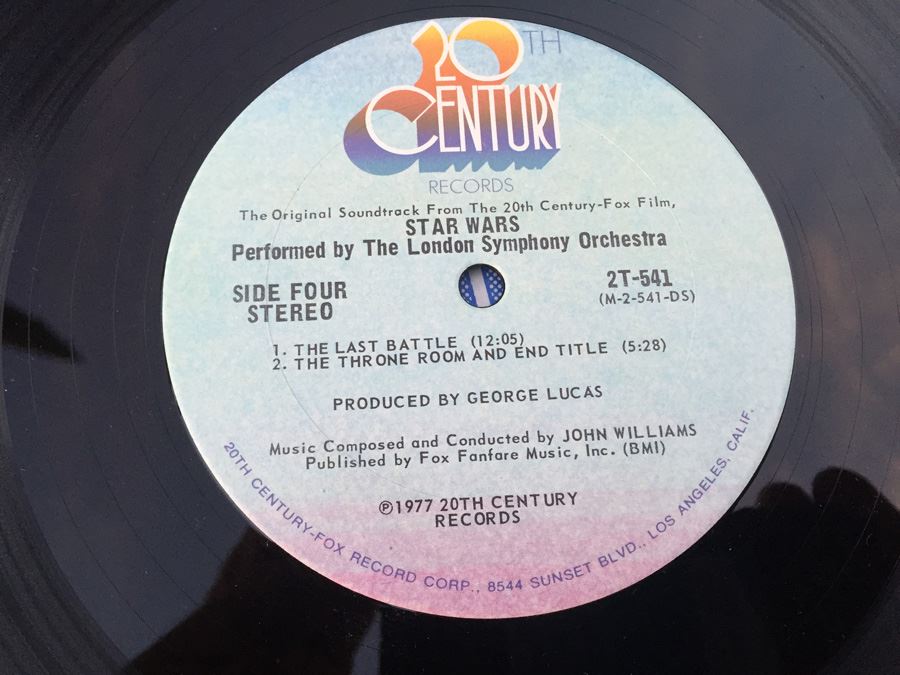 20TH
CENTURY
RECORDS
The Original Soundtrack From The 20th Century-Fox Film,
STAR WARS
Performed by The London Symphony Orchestra
SIDE FOUR
STEREO
2T-541
(M-2-541-DS)
1. THE LAST BATTLE (12:05)
2. THE THRONE ROOM AND END TITLE (5:28)
PRODUCED BY GEORGE LUCAS
Music Composed and Conducted by JOHN WILLIAMS
Published by Fox Fanfare Music, Inc. (BMI)
℗1977 20TH CENTURY
RECORDS
20TH CENTURY-FOX RECORD CORP., 8544 SUNSET BLVD., LOS ANGELES, CALIF.